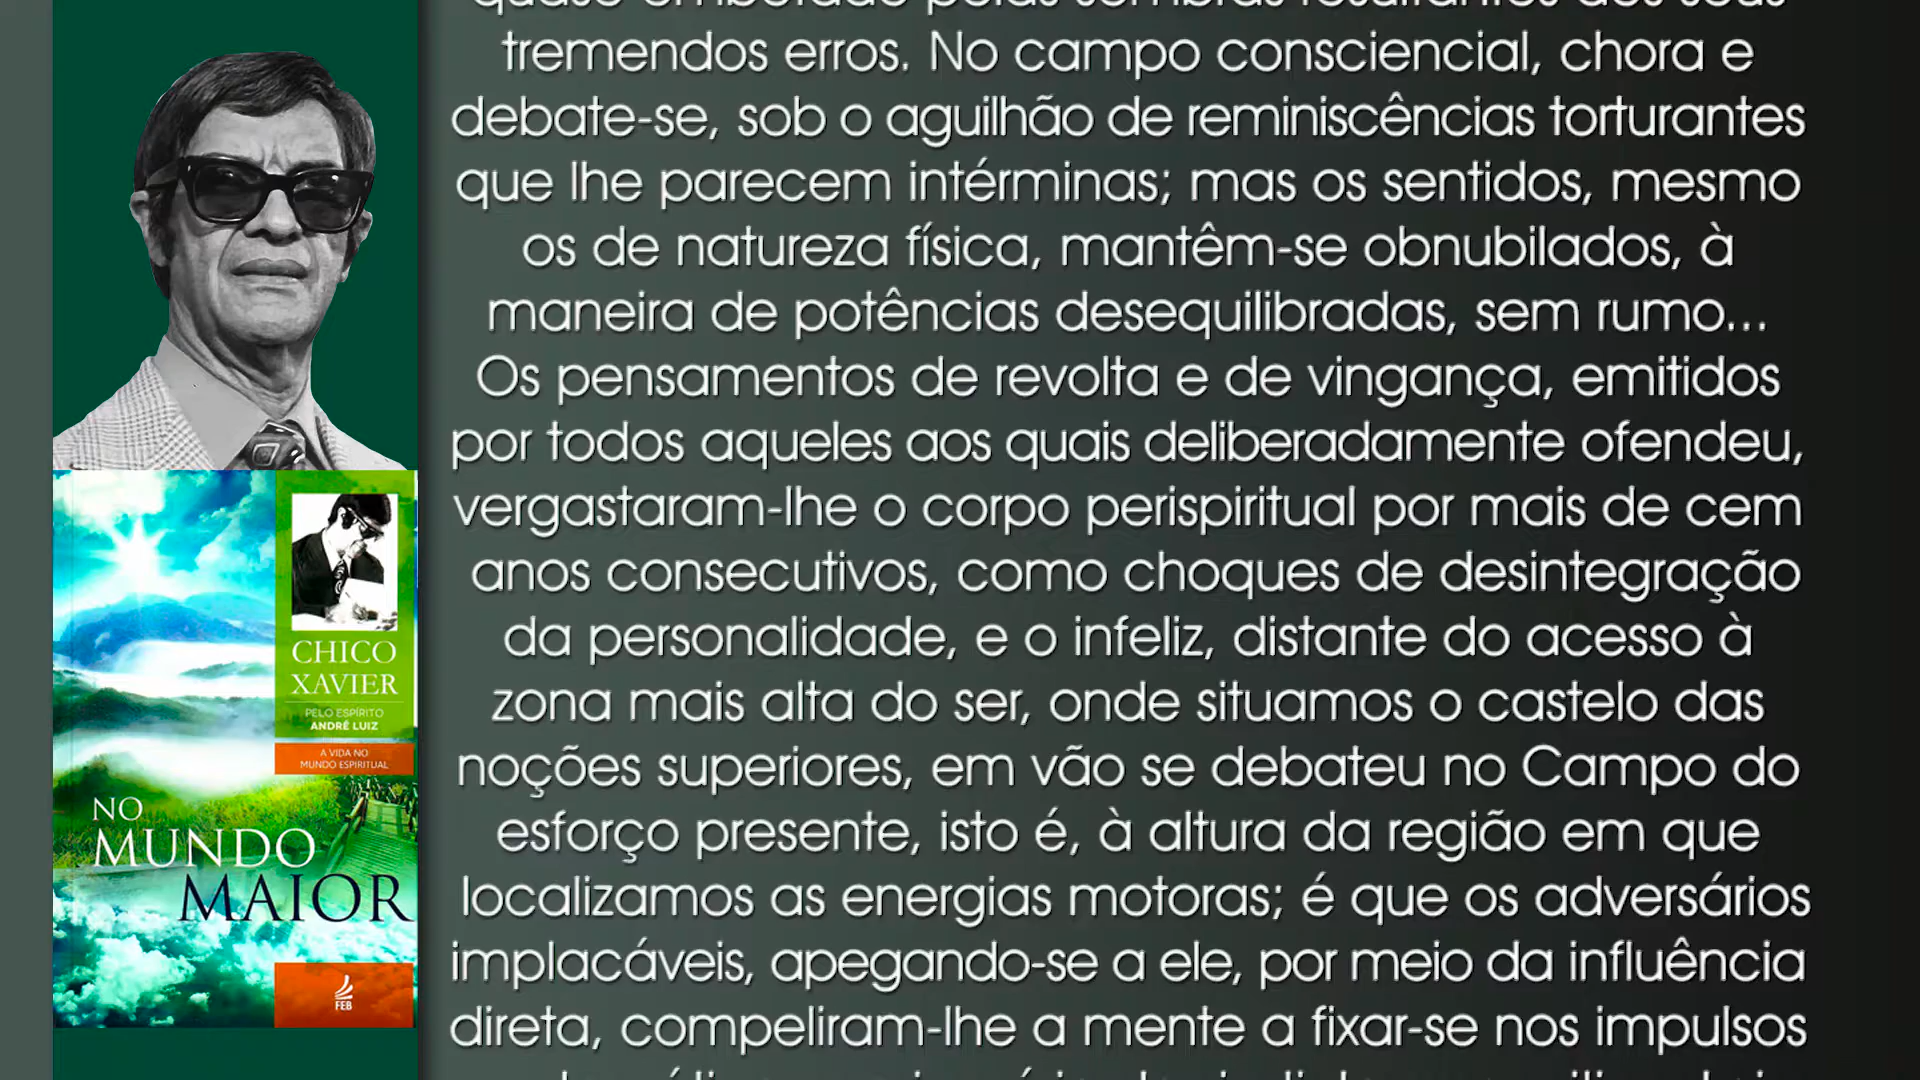 tremendos erros. No campo consciencial, chora e
debate-se, sob o aguilhão de reminiscências torturantes
que lhe parecem intérminas; mas os sentidos, mesmo
os de natureza física, mantêm-se obnubilados, à
maneira de potências desequilibradas, sem rumo...
Os pensamentos de revolta e de vingança, emitidos
por todos aqueles aos quais deliberadamente ofendeu,
vergastaram-lhe o corpo perispiritual por mais de cem
anos consecutivos, como choques de desintegração
da personalidade, e o infeliz, distante do acesso à
zona mais alta do ser, onde situamos o castelo das
noções superiores, em vão se debateu no Campo do
esforço presente, isto é, à altura da região em que
localizamos as energias motoras; é que os adversários
implacáveis, apegando-se a ele, por meio da influência
direta, compeliram-lhe a mente a fixar-se nos impulsos
CHICO
XAVIER
PELO ESPÍRITO
ANDRÉ LUIZ
A VIDA NO
MUNDO ESPIRITUAL
NO
MUNDO
MAIOR
FEB